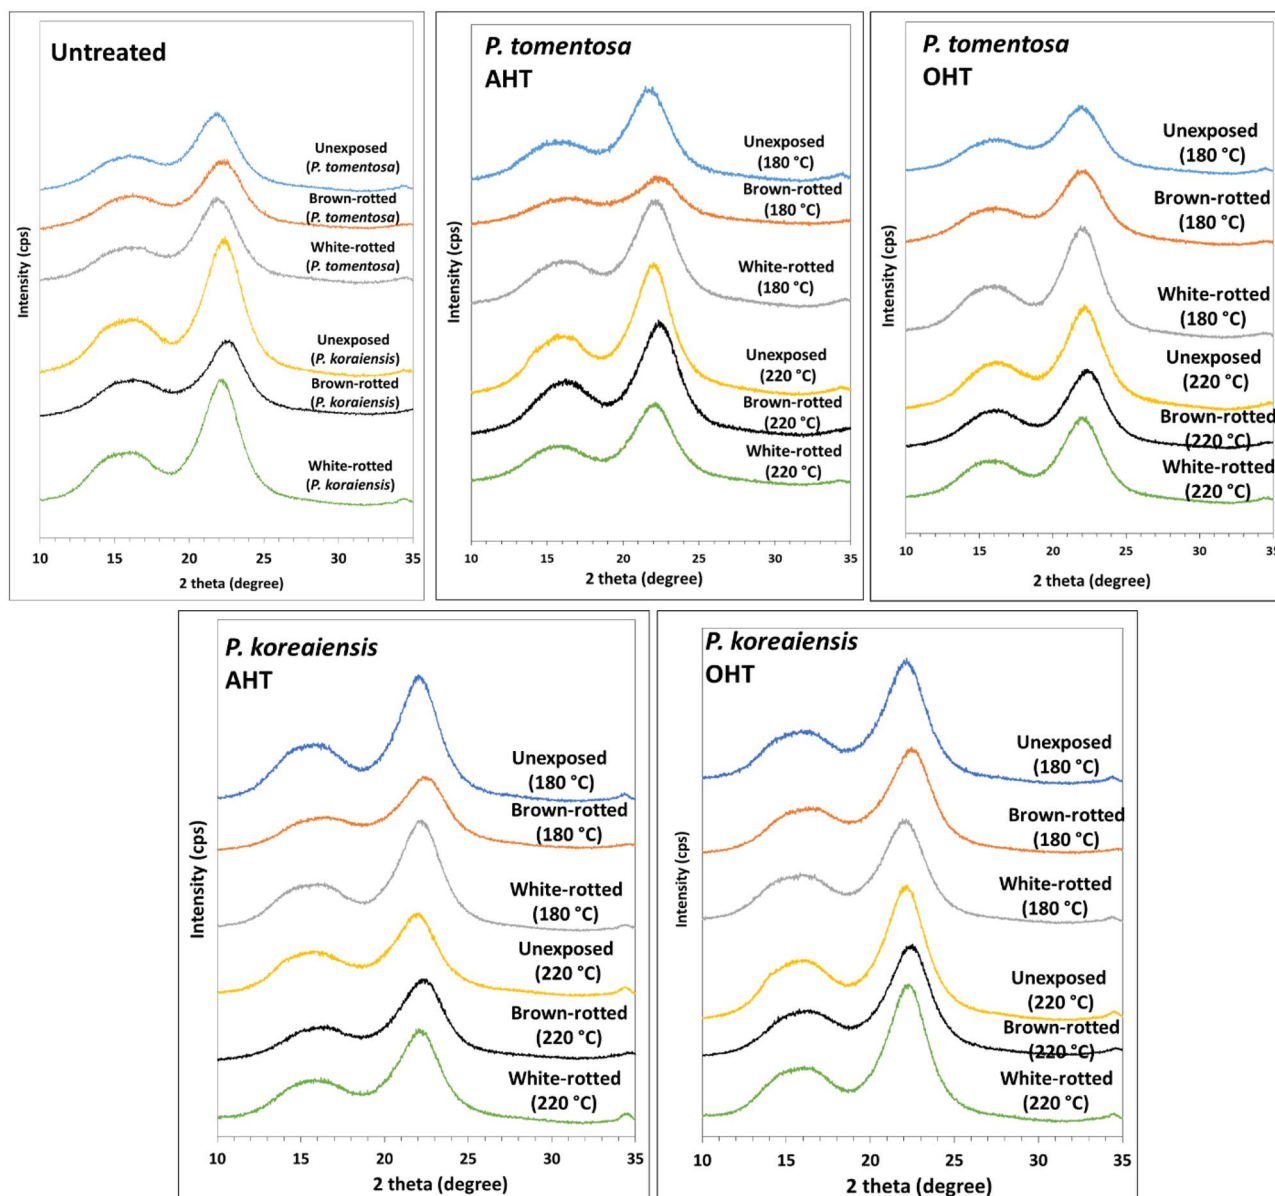 Untreated
Unexposed
(P. tomentosa)
Brown-rotted
(P. tomentosa)
White-rotted
(P. tomentosa)
Unexposed
(P. koraiensis)
Brown-rotted
(P. koraiensis)
White-rotted
(P. koraiensis)
Intensity (cps)
10 15 20 25 30 35
2 theta (degree)
P. tomentosa
AHT
Unexposed
(180 °C)
Brown-rotted
(180 °C)
White-rotted
(180 °C)
Unexposed
(220 °C)
Brown-rotted
(220 °C)
White-rotted
(220 °C)
Intensity (cps)
10 15 20 25 30 35
2 theta (degree)
P. tomentosa
OHT
Unexposed
(180 °C)
Brown-rotted
(180 °C)
White-rotted
(180 °C)
Unexposed
(220 °C)
Brown-rotted
(220 °C)
White-rotted
(220 °C)
Intensity (cps)
10 15 20 25 30 35
2 theta (degree)
P. koreaiensis
AHT
Unexposed
(180 °C)
Brown-rotted
(180 °C)
White-rotted
(180 °C)
Unexposed
(220 °C)
Brown-rotted
(220 °C)
White-rotted
(220 °C)
Intensity (cps)
10 15 20 25 30 35
2 theta (degree)
P. koreaiensis
OHT
Unexposed
(180 °C)
Brown-rotted
(180 °C)
White-rotted
(180 °C)
Unexposed
(220 °C)
Brown-rotted
(220 °C)
White-rotted
(220 °C)
Intensity (cps)
10 15 20 25 30 35
2 theta (degree)